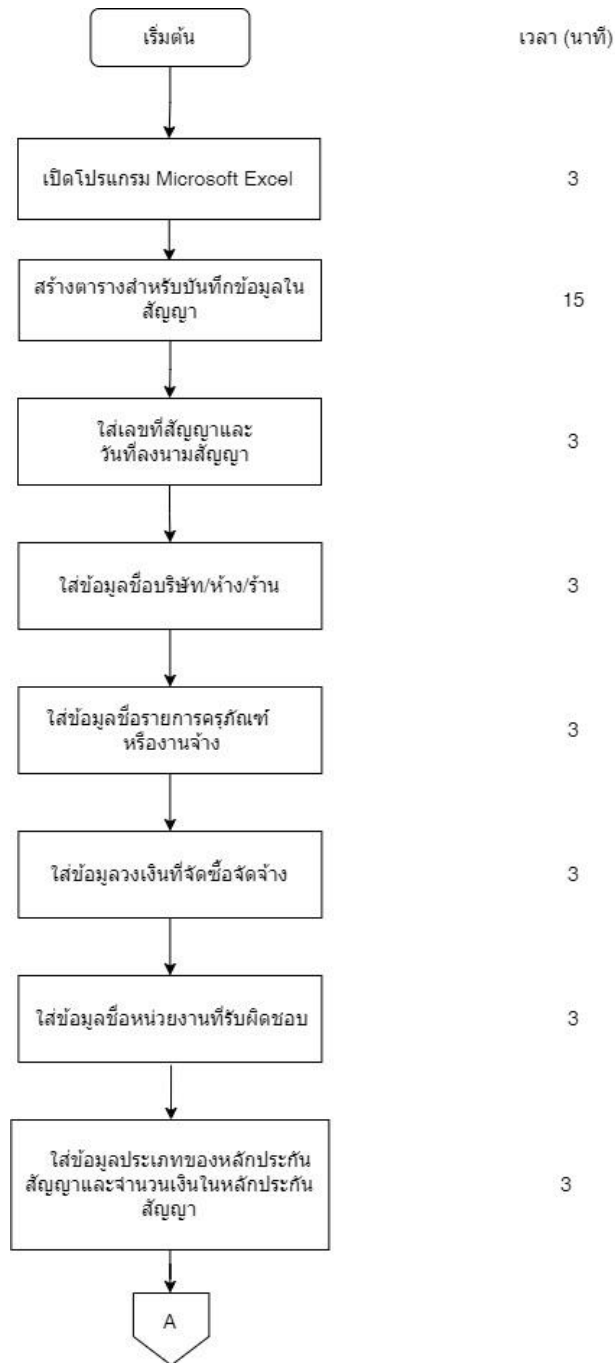 เริ่มต้น
เวลา (นาที)
เปิดโปรแกรม Microsoft Excel
3
สร้างตารางสำหรับบันทึกข้อมูลใน
สัญญา
15
ใส่เลขที่สัญญาและ
วันที่ลงนามสัญญา
3
ใส่ข้อมูลชื่อบริษัท/ห้าง/ร้าน
3
ใส่ข้อมูลชื่อรายการครุภัณฑ์
หรืองานจ้าง
3
ใส่ข้อมูลวงเงินที่จัดซื้อจัดจ้าง
3
ใส่ข้อมูลชื่อหน่วยงานที่รับผิดชอบ
3
ใส่ข้อมูลประเภทของหลักประกัน
สัญญาและจำนวนเงินในหลักประกัน
สัญญา
3
A